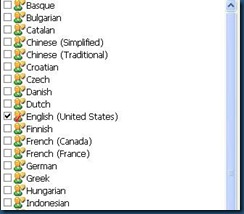 Basque
Bulgarian
Catalan
Chinese (Simplified)
Chinese (Traditional)
Croatian
Czech
Danish
Dutch
English (United States)
Finnish
French (Canada)
French (France)
German
Greek
Hungarian
Indonesian